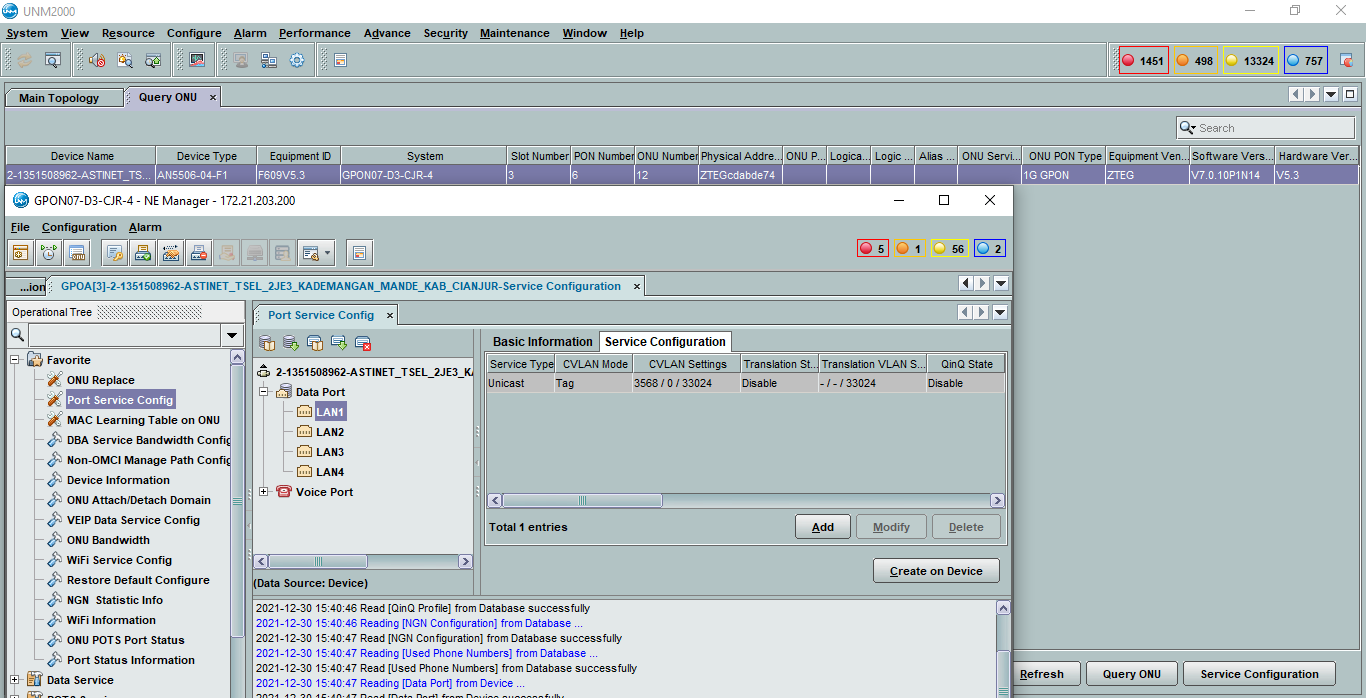 UNM2000
System View Resource Configure Alarm Performance Advance Security Maintenance Window Help
1451 498 13324 757
Main Topology Query ONU ×
Search
Device Name Device Type Equipment ID System Slot Number PON Number ONU Number Physical Addre... ONU P... Logica... Logic ... Alias ... ONU Servi... ONU PON Type Equipment Ven... Software Vers... Hardware Ver...
2-1351508962-ASTINET_TS... AN5506-04-F1 F609V5.3 GPON07-D3-CJR-4 3 6 12 ZTEGcdabde74 1G GPON ZTEG V7.0.10P1N14 V5.3
GPON07-D3-CJR-4 - NE Manager - 172.21.203.200
File Configuration Alarm
5 1 56 2
...ion GPOA[3]-2-1351508962-ASTINET_TSEL_2JE3_KADEMANGAN_MANDE_KAB_CIANJUR-Service Configuration ×
Operational Tree
Favorite
ONU Replace
Port Service Config
MAC Learning Table on ONU
DBA Service Bandwidth Config
Non-OMCI Manage Path Config
Device Information
ONU Attach/Detach Domain
VEIP Data Service Config
ONU Bandwidth
WiFi Service Config
Restore Default Configure
NGN Statistic Info
WiFi Information
ONU POTS Port Status
Port Status Information
Data Service
Port Service Config ×
2-1351508962-ASTINET_TSEL_2JE3_K
Data Port
LAN1
LAN2
LAN3
LAN4
Voice Port
(Data Source: Device)
Basic Information Service Configuration
Service Type CVLAN Mode CVLAN Settings Translation St... Translation VLAN S... QinQ State
Unicast Tag 3568 / 0 / 33024 Disable - / - / 33024 Disable
Total 1 entries Add Modify Delete
Create on Device
2021-12-30 15:40:46 Read [QinQ Profile] from Database successfully
2021-12-30 15:40:46 Reading [NGN Configuration] from Database ...
2021-12-30 15:40:47 Read [NGN Configuration] from Database successfully
2021-12-30 15:40:47 Reading [Used Phone Numbers] from Database ...
2021-12-30 15:40:47 Read [Used Phone Numbers] from Database successfully
2021-12-30 15:40:47 Reading [Data Port] from Device ...
2021-12-30 15:40:47 Read [Data Port] from Device successfully
Refresh Query ONU Service Configuration